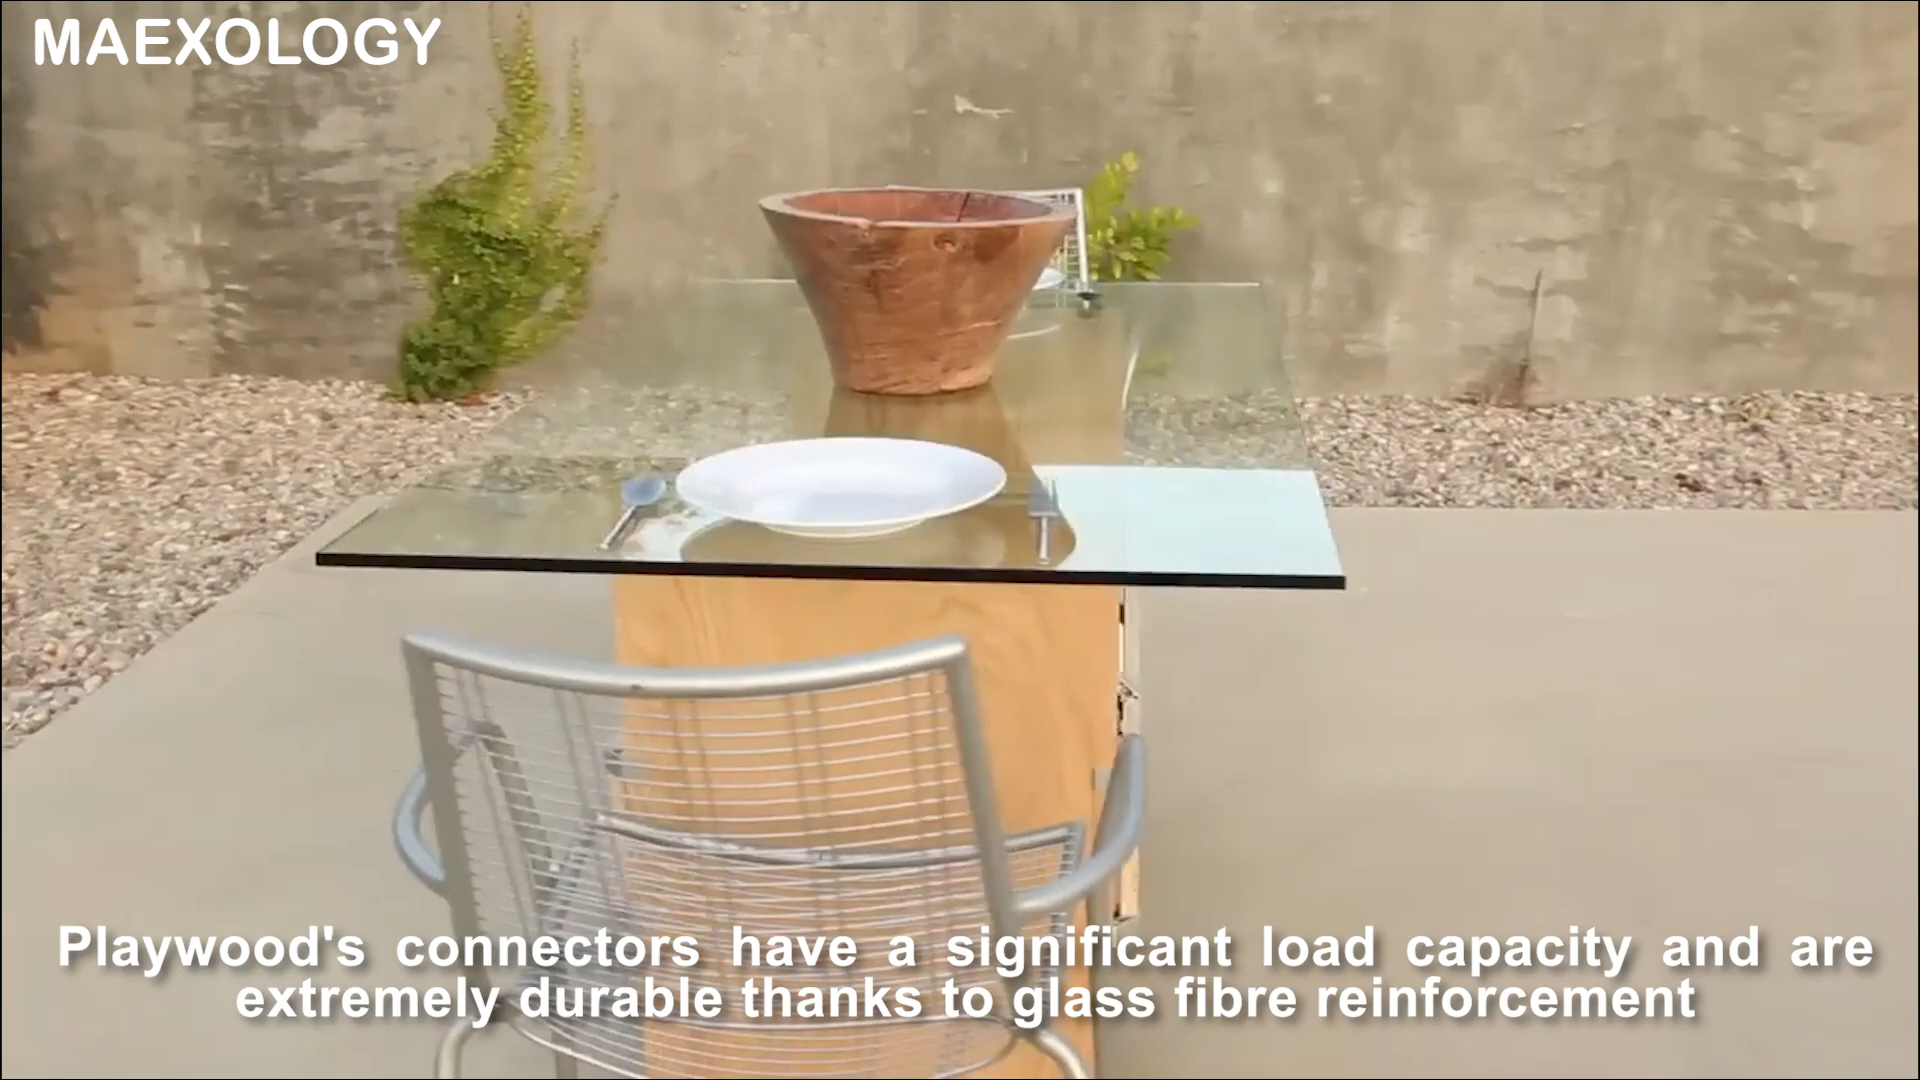 MAEXOLOGY
Playwood's connectors have a significant load capacity and are
extremely durable thanks to glass fibre reinforcement